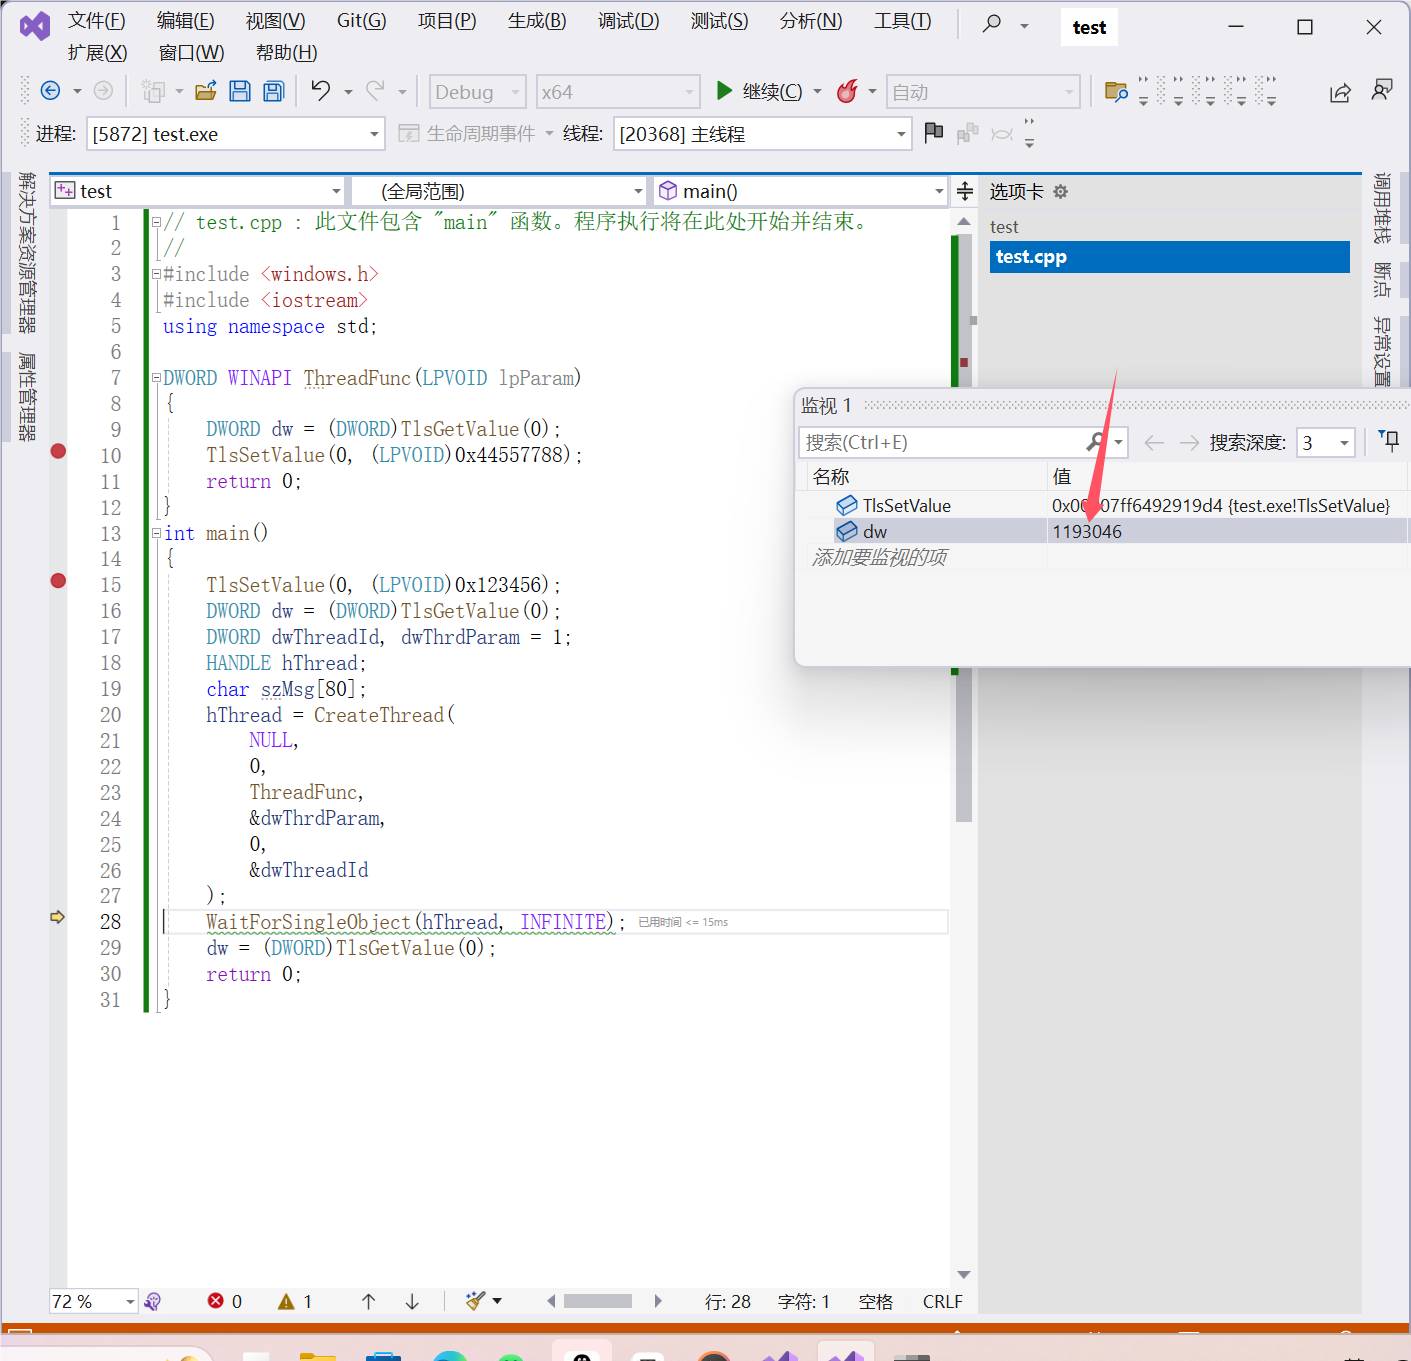 文件(F) 编辑(E) 视图(V) Git(G) 项目(P) 生成(B) 调试(D) 测试(S) 分析(N) 工具(T) test
扩展(X) 窗口(W) 帮助(H)
Debug x64 继续(C) 自动
进程: [5872] test.exe 生命周期事件 线程: [20368] 主线程
解决方案资源管理器
属性管理器
test (全局范围) main()
1 // test.cpp : 此文件包含 "main" 函数。程序执行将在此处开始并结束。
2 //
3 #include <windows.h>
4 #include <iostream>
5 using namespace std;
6
7 DWORD WINAPI ThreadFunc(LPVOID lpParam)
8 {
9 DWORD dw = (DWORD)TlsGetValue(0);
10 TlsSetValue(0, (LPVOID)0x44557788);
11 return 0;
12 }
13 int main()
14 {
15 TlsSetValue(0, (LPVOID)0x123456);
16 DWORD dw = (DWORD)TlsGetValue(0);
17 DWORD dwThreadId, dwThrdParam = 1;
18 HANDLE hThread;
19 char szMsg[80];
20 hThread = CreateThread(
21 NULL,
22 0,
23 ThreadFunc,
24 &dwThrdParam,
25 0,
26 &dwThreadId
27 );
28 WaitForSingleObject(hThread, INFINITE); 已用时间 <= 15ms
29 dw = (DWORD)TlsGetValue(0);
30 return 0;
31 }
选项卡
test
test.cpp
调用堆栈
断点
异常设置
监视 1
搜索(Ctrl+E) 搜索深度: 3
名称 值
TlsSetValue {test.exe!TlsSetValue}
dw 1193046
添加要监视的项
72 % 0 1 行: 28 字符: 1 空格 CRLF